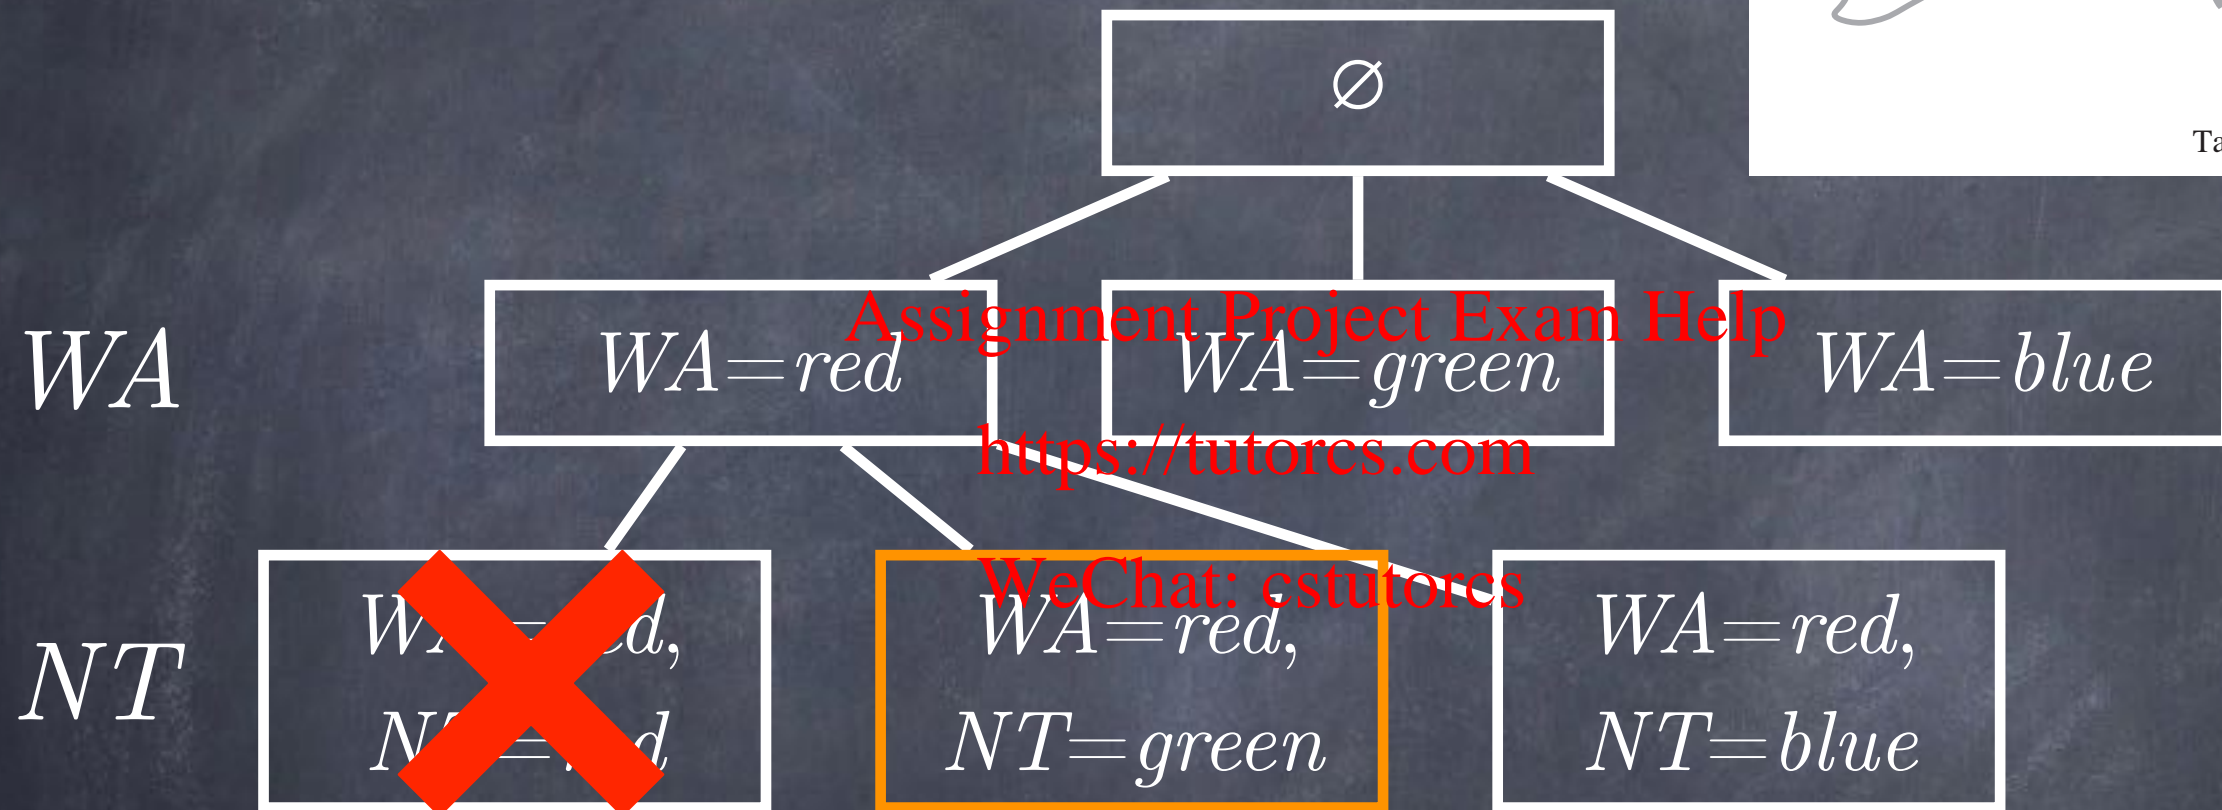 ∅
Ta
WA
WA=red
WA=green
WA=blue
Assignment Project Exam Help
https://tutorcs.com
WeChat: cstutorcs
NT
WA=red,
NT=green
WA=red,
NT=blue